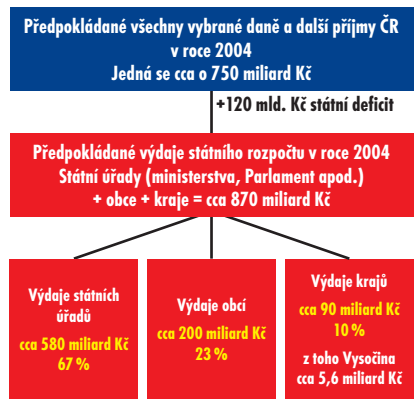 Předpokládané všechny vybrané daně a další příjmy ČR
v roce 2004
Jedná se cca o 750 miliard Kč
+120 mld. Kč státní deficit
Předpokládané výdaje státního rozpočtu v roce 2004
Státní úřady (ministerstva, Parlament apod.)
+ obce + kraje = cca 870 miliard Kč
Výdaje státních
úřadů
cca 580 miliard Kč
67 %
Výdaje obcí
cca 200 miliard Kč
23 %
Výdaje krajů
cca 90 miliard Kč
10 %
z toho Vysočina
cca 5,6 miliard Kč